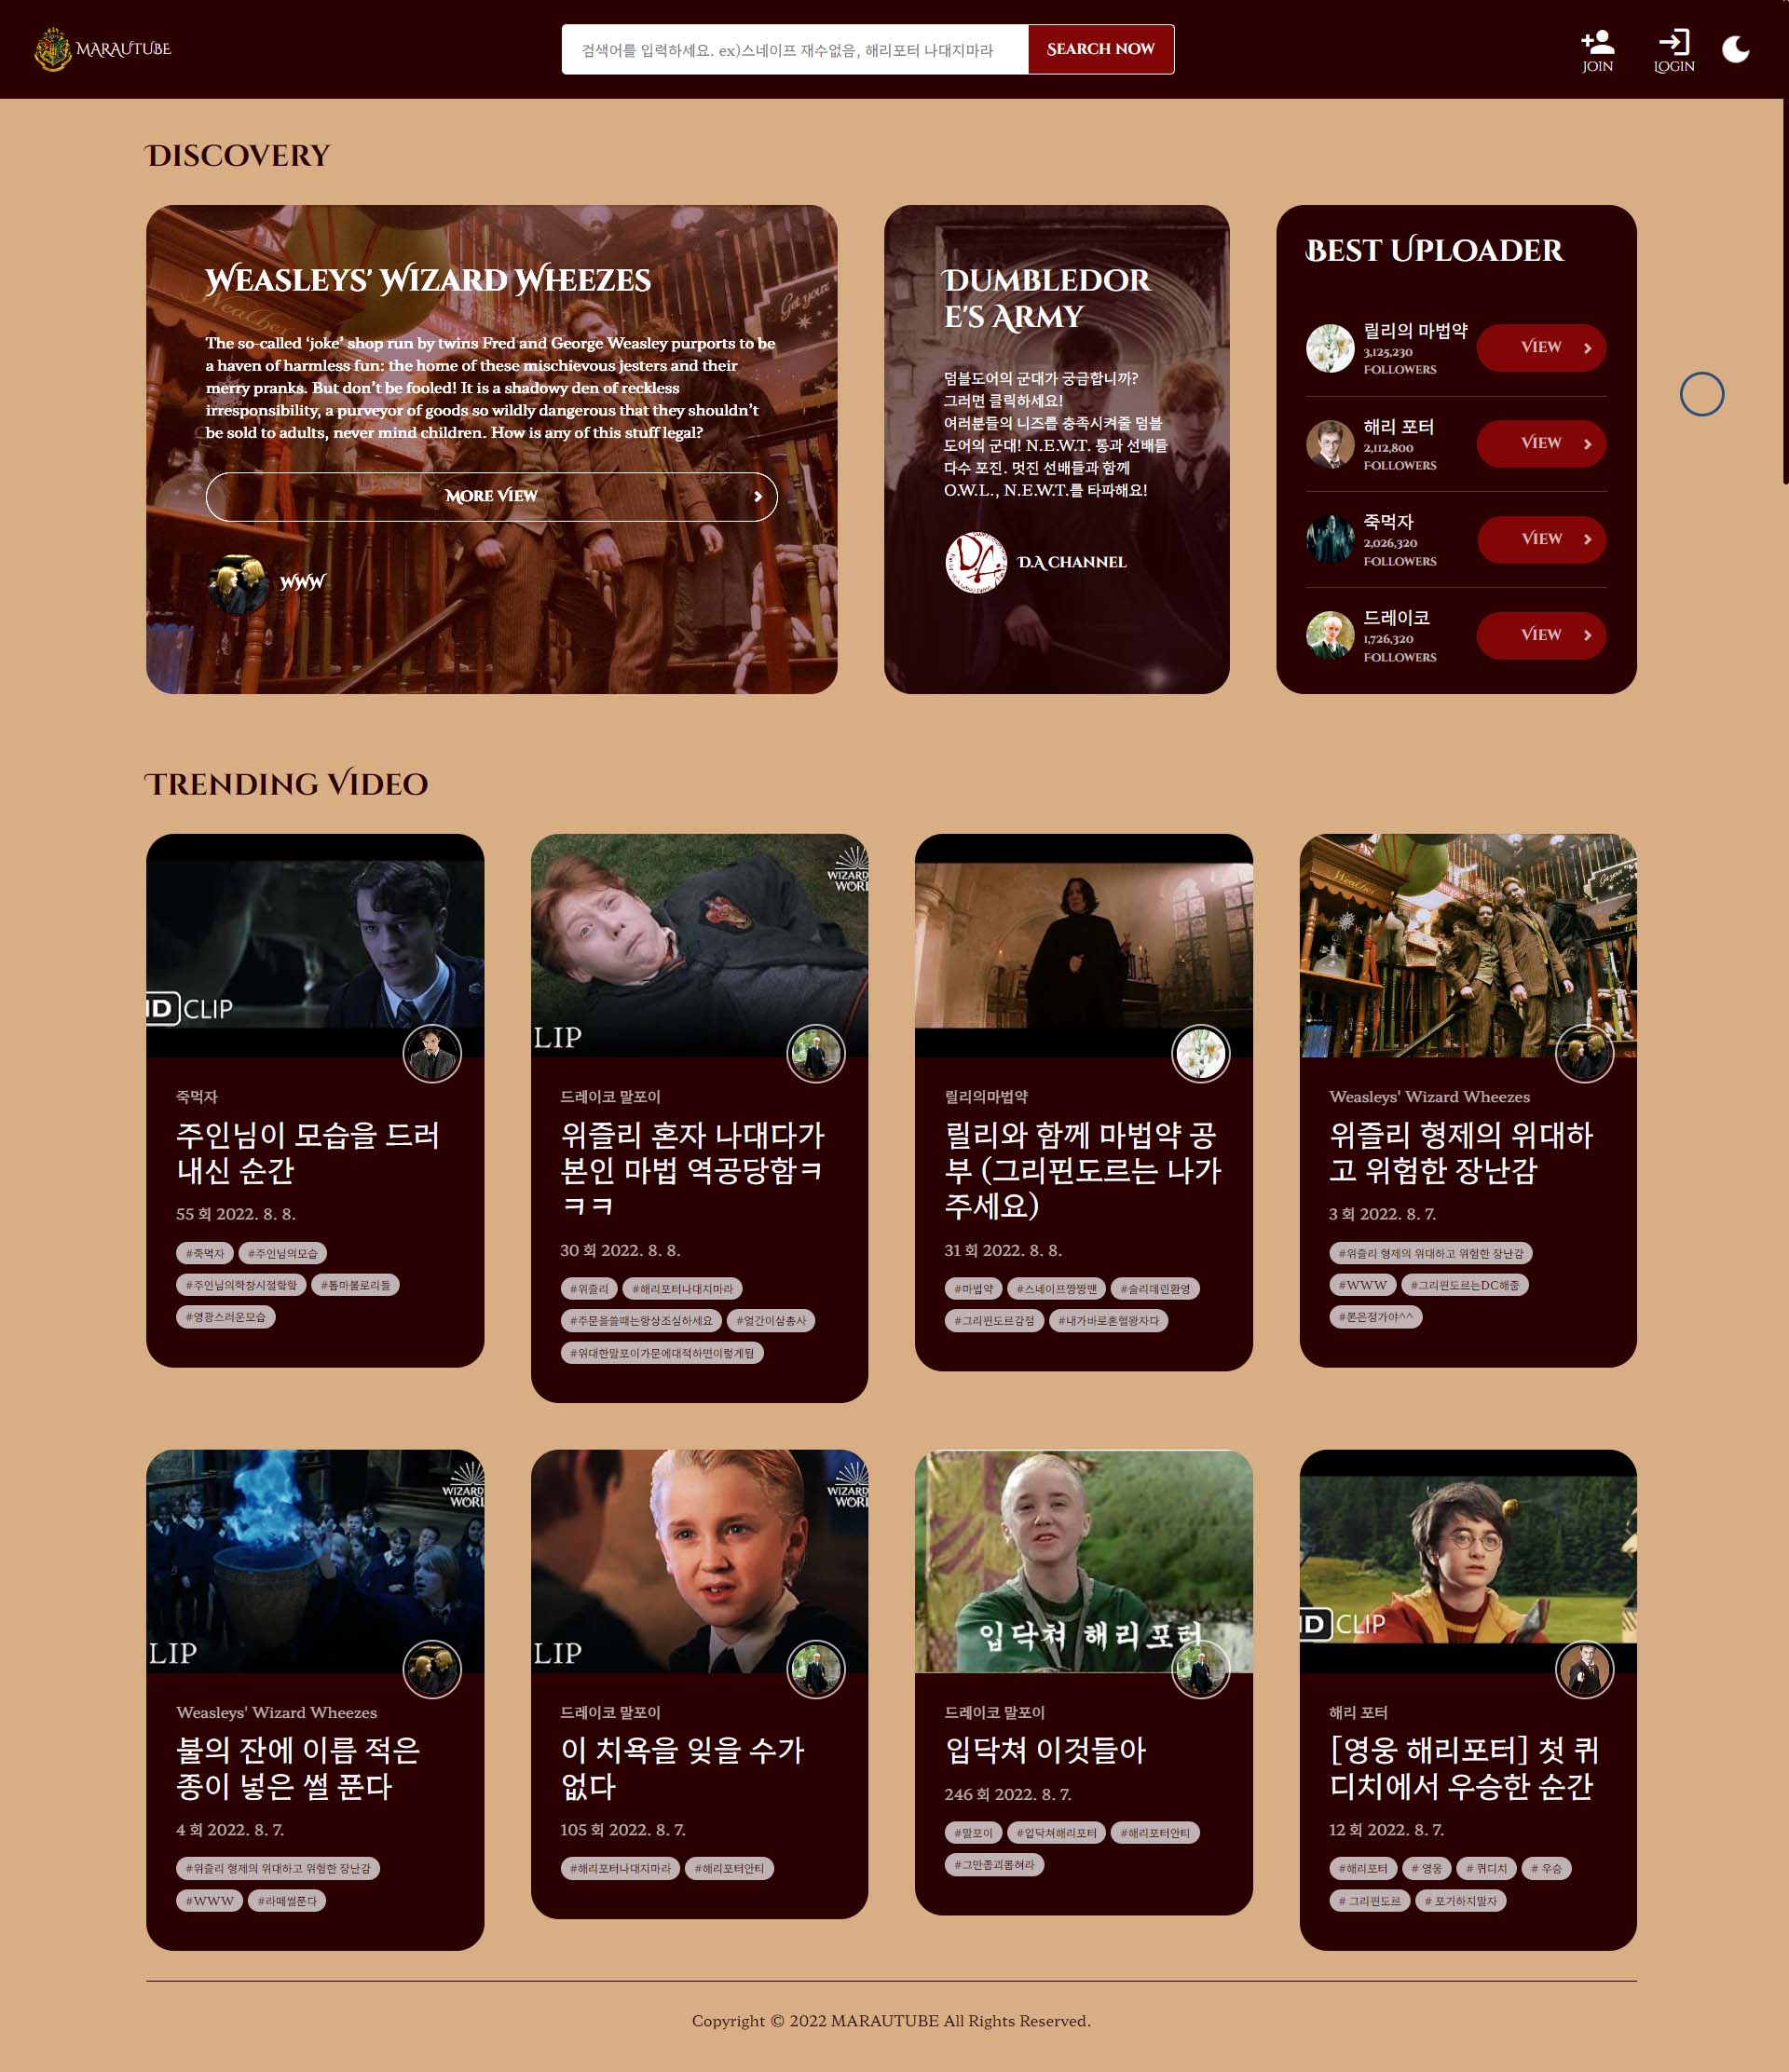 MARAUTUBE
검색어를 입력하세요. ex)스네이프 재수없음, 해리포터 나대지마라
SEARCH NOW
JOIN
LOGIN
DISCOVERY
WEASLEYS' WIZARD WHEEZES
The so-called ‘joke’ shop run by twins Fred and George Weasley purports to be
a haven of harmless fun: the home of these mischievous jesters and their
merry pranks. But don’t be fooled! It is a shadowy den of reckless
irresponsibility, a purveyor of goods so wildly dangerous that they shouldn’t
be sold to adults, never mind children. How is any of this stuff legal?
MORE VIEW
WWW
DUMBLEDOR
E'S ARMY
덤블도어의 군대가 궁금합니까?
그러면 클릭하세요!
여러분들의 니즈를 충족시켜줄 덤블
도어의 군대! N.E.W.T. 통과 선배들
다수 포진. 멋진 선배들과 함께
O.W.L., N.E.W.T.를 타파해요!
D.A CHANNEL
BEST UPLOADER
릴리의 마법약
3,125,230
FOLLOWERS
VIEW
해리 포터
2,112,800
FOLLOWERS
VIEW
죽먹자
2,026,320
FOLLOWERS
VIEW
드레이코
1,726,320
FOLLOWERS
VIEW
TRENDING VIDEO
HD CLIP
죽먹자
주인님이 모습을 드러
내신 순간
55 회 2022. 8. 8.
#죽먹자 #주인님의모습
#주인님의학창시절핡핡 #톰마볼로리들
#영광스러운모습
WIZARD
WORL
LIP
드레이코 말포이
위즐리 혼자 나대다가
본인 마법 역공당함ㅋ
ㅋㅋ
30 회 2022. 8. 8.
#위즐리 #해리포터나대지마라
#주문을쓸때는항상조심하세요 #얼간이삼총사
#위대한말포이가문에대적하면이렇게됨
릴리의마법약
릴리와 함께 마법약 공
부 (그리핀도르는 나가
주세요)
31 회 2022. 8. 8.
#마법약 #스네이프짱짱맨 #슬리데린환영
#그리핀도르감점 #내가바로혼혈왕자다
Weasleys' Wizard Wheezes
위즐리 형제의 위대하
고 위험한 장난감
3 회 2022. 8. 7.
#위즐리 형제의 위대하고 위험한 장난감
#WWW #그리핀도르는DC해줌
#론은정가야^^
WIZARD
WORL
LIP
Weasleys' Wizard Wheezes
불의 잔에 이름 적은
종이 넣은 썰 푼다
4 회 2022. 8. 7.
#위즐리 형제의 위대하고 위험한 장난감
#WWW #라떼썰푼다
WIZARD
WORL
LIP
드레이코 말포이
이 치욕을 잊을 수가
없다
105 회 2022. 8. 7.
#해리포터나대지마라 #해리포터안티
입닥쳐 해리포터
드레이코 말포이
입닥쳐 이것들아
246 회 2022. 8. 7.
#말포이 #입닥쳐해리포터 #해리포터안티
#그만좀괴롭혀라
HD CLIP
해리 포터
[영웅 해리포터] 첫 퀴
디치에서 우승한 순간
12 회 2022. 8. 7.
#해리포터 # 영웅 # 퀴디치 # 우승
# 그리핀도르 # 포기하지말자
Copyright © 2022 MARAUTUBE All Rights Reserved.